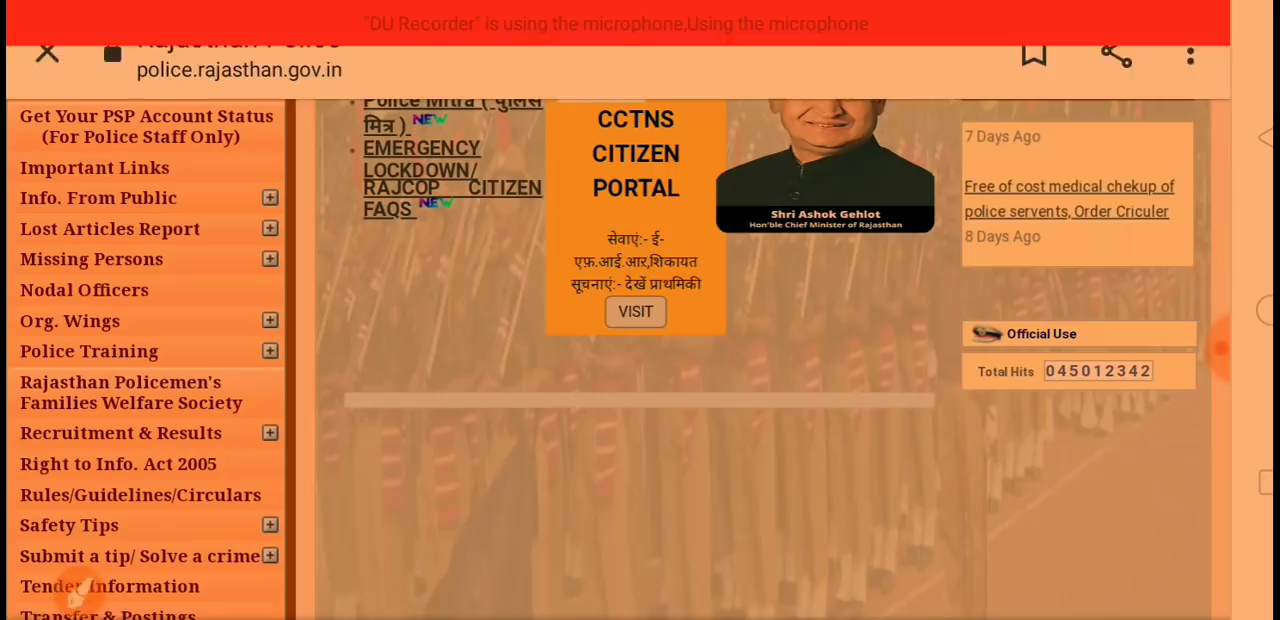 "DU Recorder" is using the microphone,Using the microphone
police.rajasthan.gov.in
Get Your PSP Account Status
(For Police Staff Only)
Important Links
Info. From Public
Lost Articles Report
Missing Persons
Nodal Officers
Org. Wings
Police Training
Rajasthan Policemen's
Families Welfare Society
Recruitment & Results
Right to Info. Act 2005
Rules/Guidelines/Circulars
Safety Tips
Submit a tip/ Solve a crime
Tender Information
Transfer & Postings
Police Mitra ( पुलिस
मित्र ) NEW
EMERGENCY
LOCKDOWN/
RAJCOP CITIZEN
FAQS NEW
CCTNS
CITIZEN
PORTAL
सेवाएं:- ई-
एफ़.आई.आर,शिकायत
सूचनाएं:- देखें प्राथमिकी
VISIT
Shri Ashok Gehlot
Hon'ble Chief Minister of Rajasthan
7 Days Ago
Free of cost medical chekup of
police servents, Order Criculer
8 Days Ago
Official Use
Total Hits 045012342